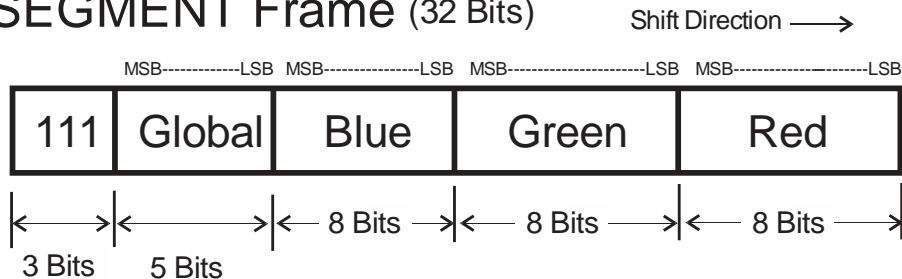 SEGMENT Frame (32 Bits)
Shift Direction
MSB-------------LSB MSB----------------LSB MSB-----------------------LSB MSB----------------------LSB
111 Global Blue Green Red
8 Bits 8 Bits 8 Bits
3 Bits 5 Bits